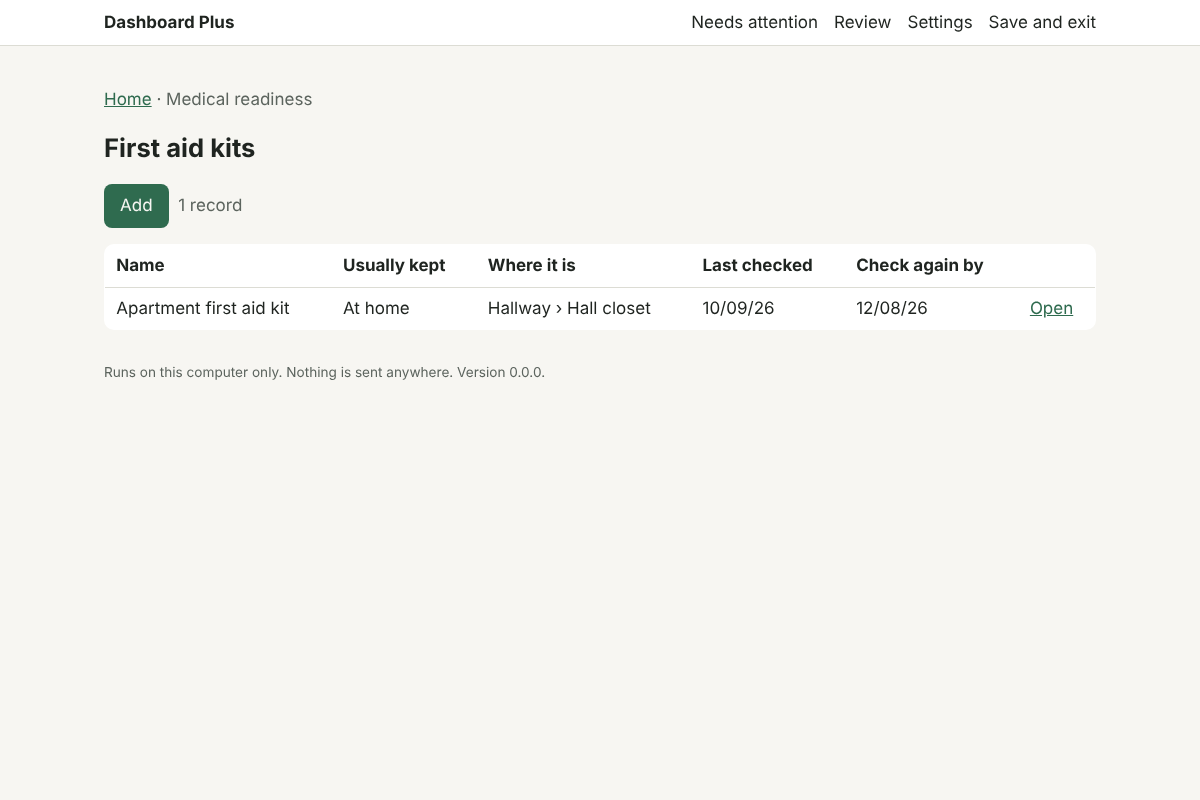 Dashboard Plus Needs attention Review Settings Save and exit
Home · Medical readiness
First aid kits
Add 1 record
Name Usually kept Where it is Last checked Check again by
Apartment first aid kit At home Hallway › Hall closet 10/09/26 12/08/26 Open
Runs on this computer only. Nothing is sent anywhere. Version 0.0.0.